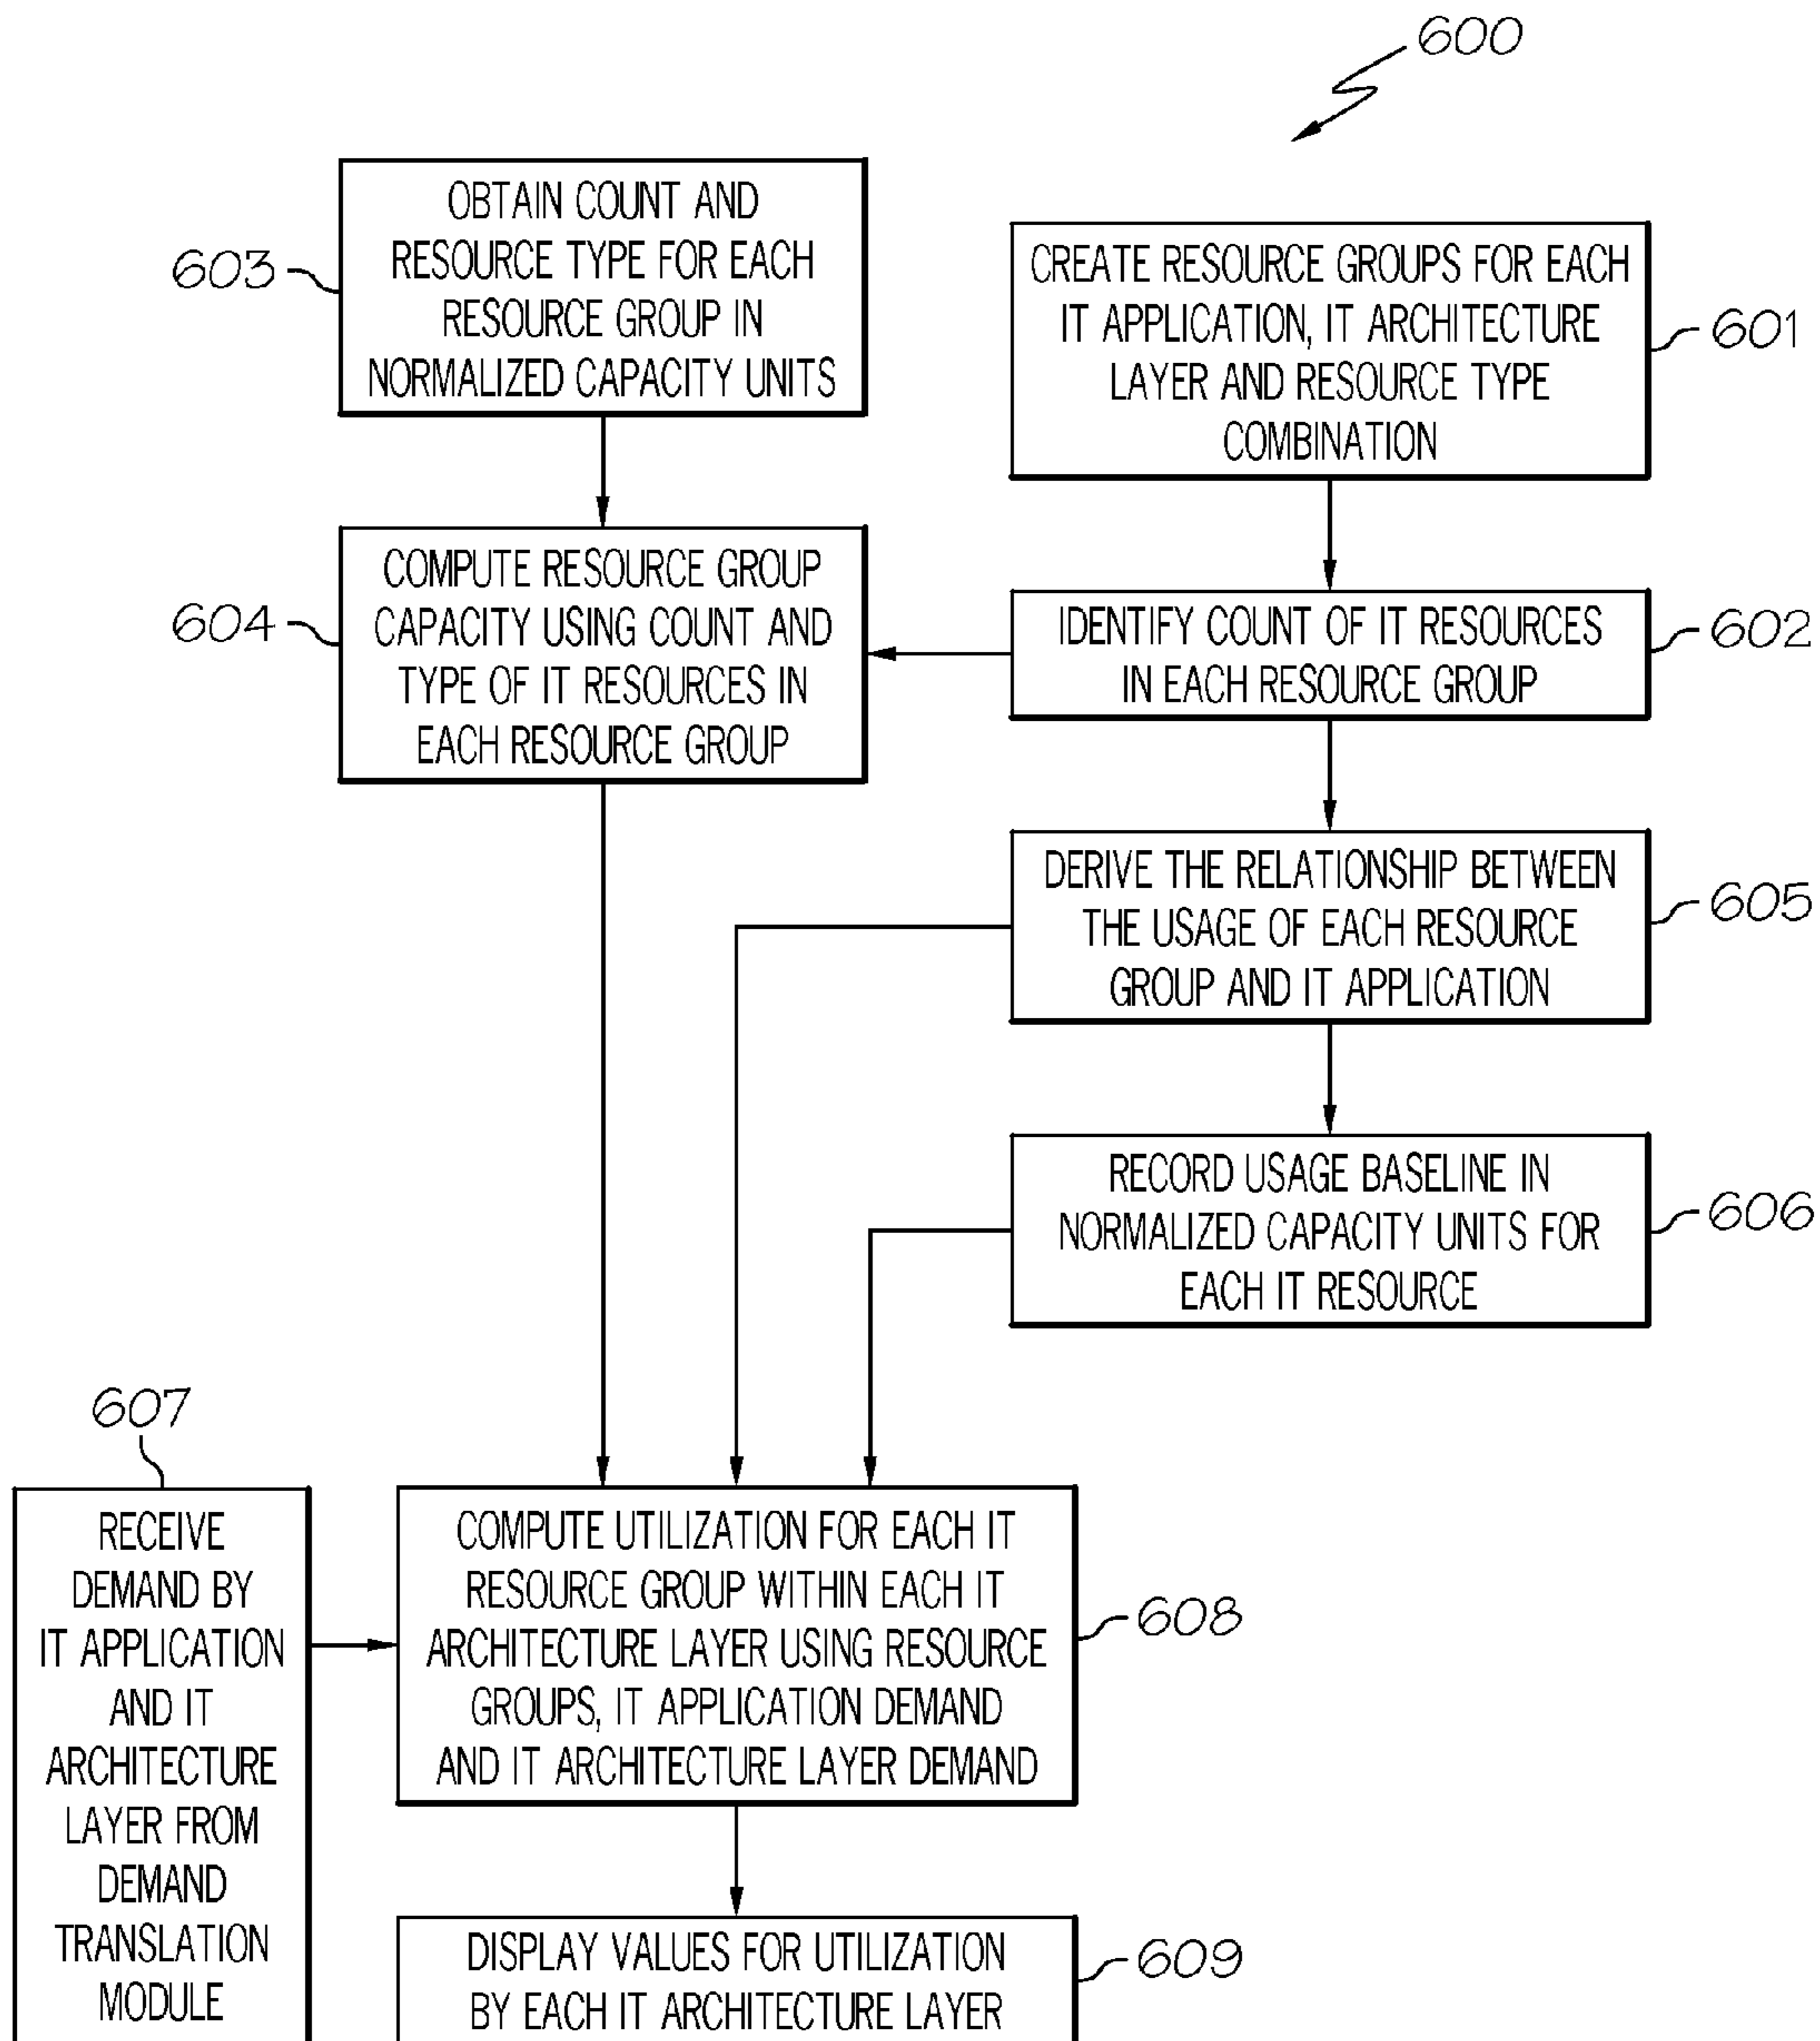 600
603
OBTAIN COUNT AND
RESOURCE TYPE FOR EACH
RESOURCE GROUP IN
NORMALIZED CAPACITY UNITS
CREATE RESOURCE GROUPS FOR EACH
IT APPLICATION, IT ARCHITECTURE
LAYER AND RESOURCE TYPE
COMBINATION
601
604
COMPUTE RESOURCE GROUP
CAPACITY USING COUNT AND
TYPE OF IT RESOURCES IN
EACH RESOURCE GROUP
IDENTIFY COUNT OF IT RESOURCES
IN EACH RESOURCE GROUP
602
DERIVE THE RELATIONSHIP BETWEEN
THE USAGE OF EACH RESOURCE
GROUP AND IT APPLICATION
605
RECORD USAGE BASELINE IN
NORMALIZED CAPACITY UNITS FOR
EACH IT RESOURCE
606
607
RECEIVE
DEMAND BY
IT APPLICATION
AND IT
ARCHITECTURE
LAYER FROM
DEMAND
TRANSLATION
MODULE
COMPUTE UTILIZATION FOR EACH IT
RESOURCE GROUP WITHIN EACH IT
ARCHITECTURE LAYER USING RESOURCE
GROUPS, IT APPLICATION DEMAND
AND IT ARCHITECTURE LAYER DEMAND
608
DISPLAY VALUES FOR UTILIZATION
BY EACH IT ARCHITECTURE LAYER
609